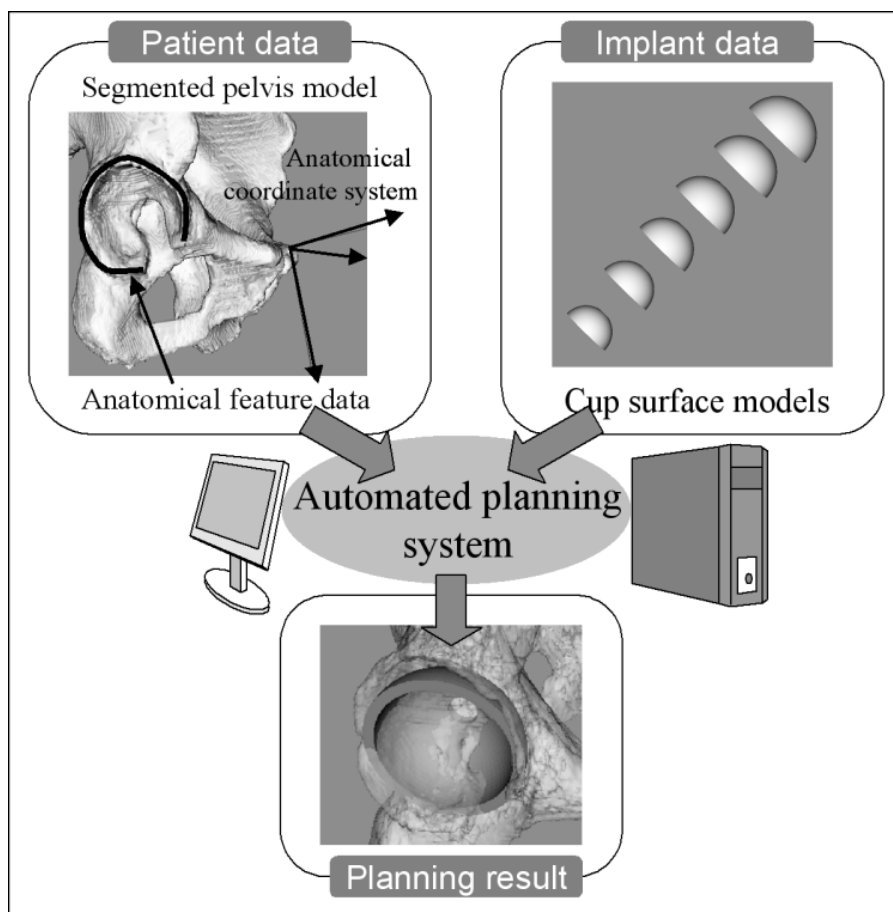 Patient data
Segmented pelvis model
Anatomical
coordinate system
Anatomical feature data
Implant data
Cup surface models
Automated planning
system
Planning result